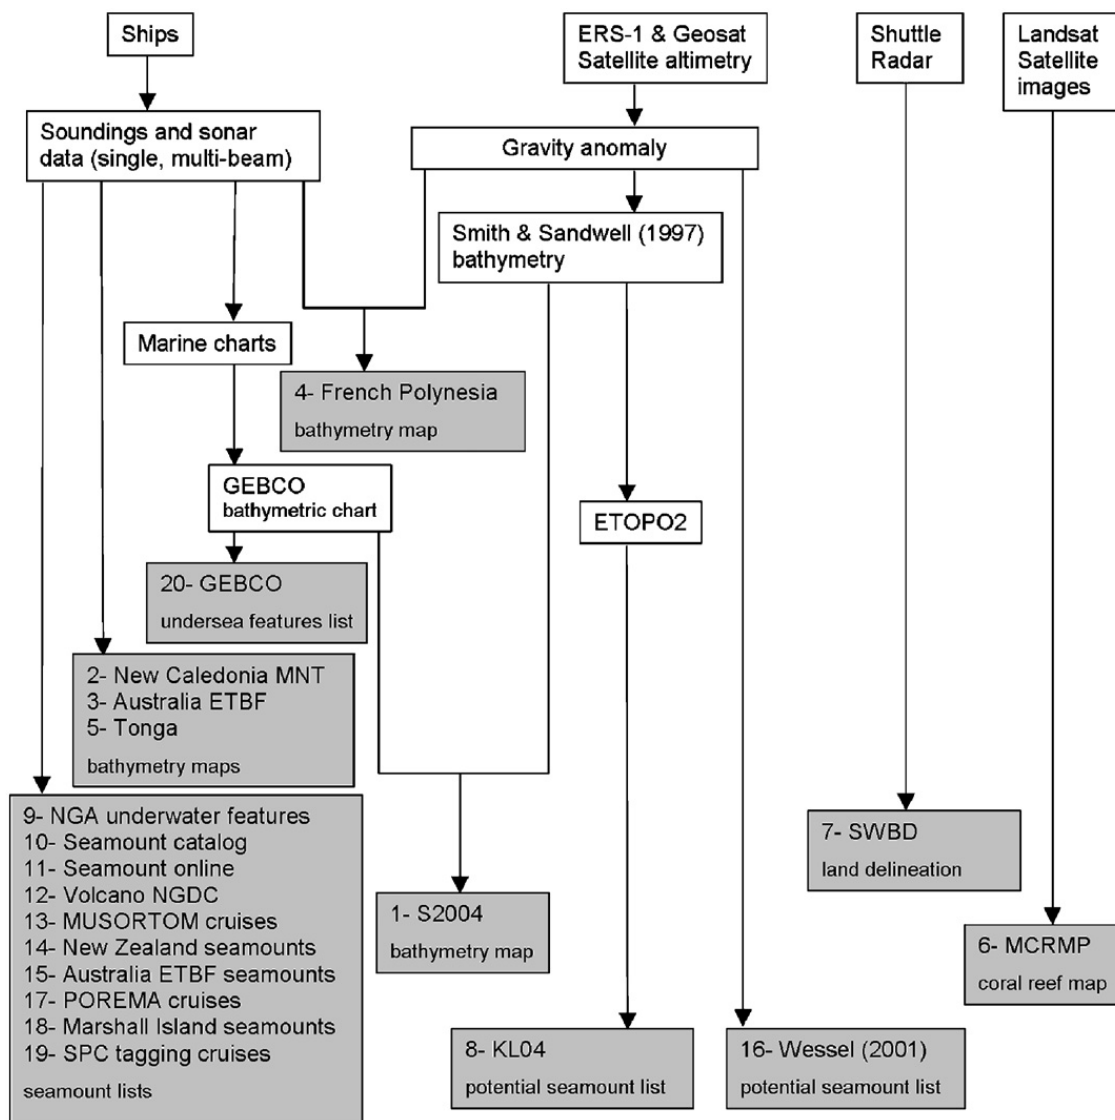 Ships
ERS-1 & Geosat
Satellite altimetry
Shuttle
Radar
Landsat
Satellite
images
Soundings and sonar
data (single, multi-beam)
Gravity anomaly
Smith & Sandwell (1997)
bathymetry
Marine charts
4- French Polynesia
bathymetry map
GEBCO
bathymetric chart
ETOPO2
20- GEBCO
undersea features list
2- New Caledonia MNT
3- Australia ETBF
5- Tonga
bathymetry maps
9- NGA underwater features
10- Seamount catalog
11- Seamount online
12- Volcano NGDC
13- MUSORTOM cruises
14- New Zealand seamounts
15- Australia ETBF seamounts
17- POREMA cruises
18- Marshall Island seamounts
19- SPC tagging cruises
seamount lists
1- S2004
bathymetry map
7- SWBD
land delineation
6- MCRMP
coral reef map
8- KL04
potential seamount list
16- Wessel (2001)
potential seamount list